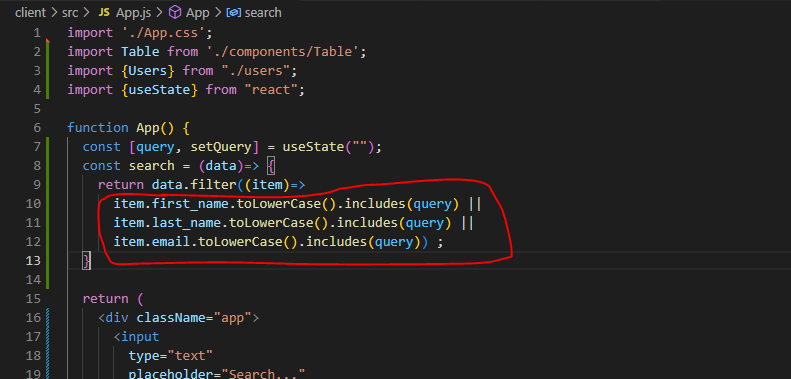 client > src > JS App.js > App > search
1 import './App.css';
2 import Table from './components/Table';
3 import {Users} from "./users";
4 import {useState} from "react";
5
6 function App() {
7 const [query, setQuery] = useState("");
8 const search = (data)=> {
9 return data.filter((item)=>
10 item.first_name.toLowerCase().includes(query) ||
11 item.last_name.toLowerCase().includes(query) ||
12 item.email.toLowerCase().includes(query)) ;
13 }
14
15 return (
16 <div className="app">
17 <input
18 type="text"
19 placeholder="Search..."